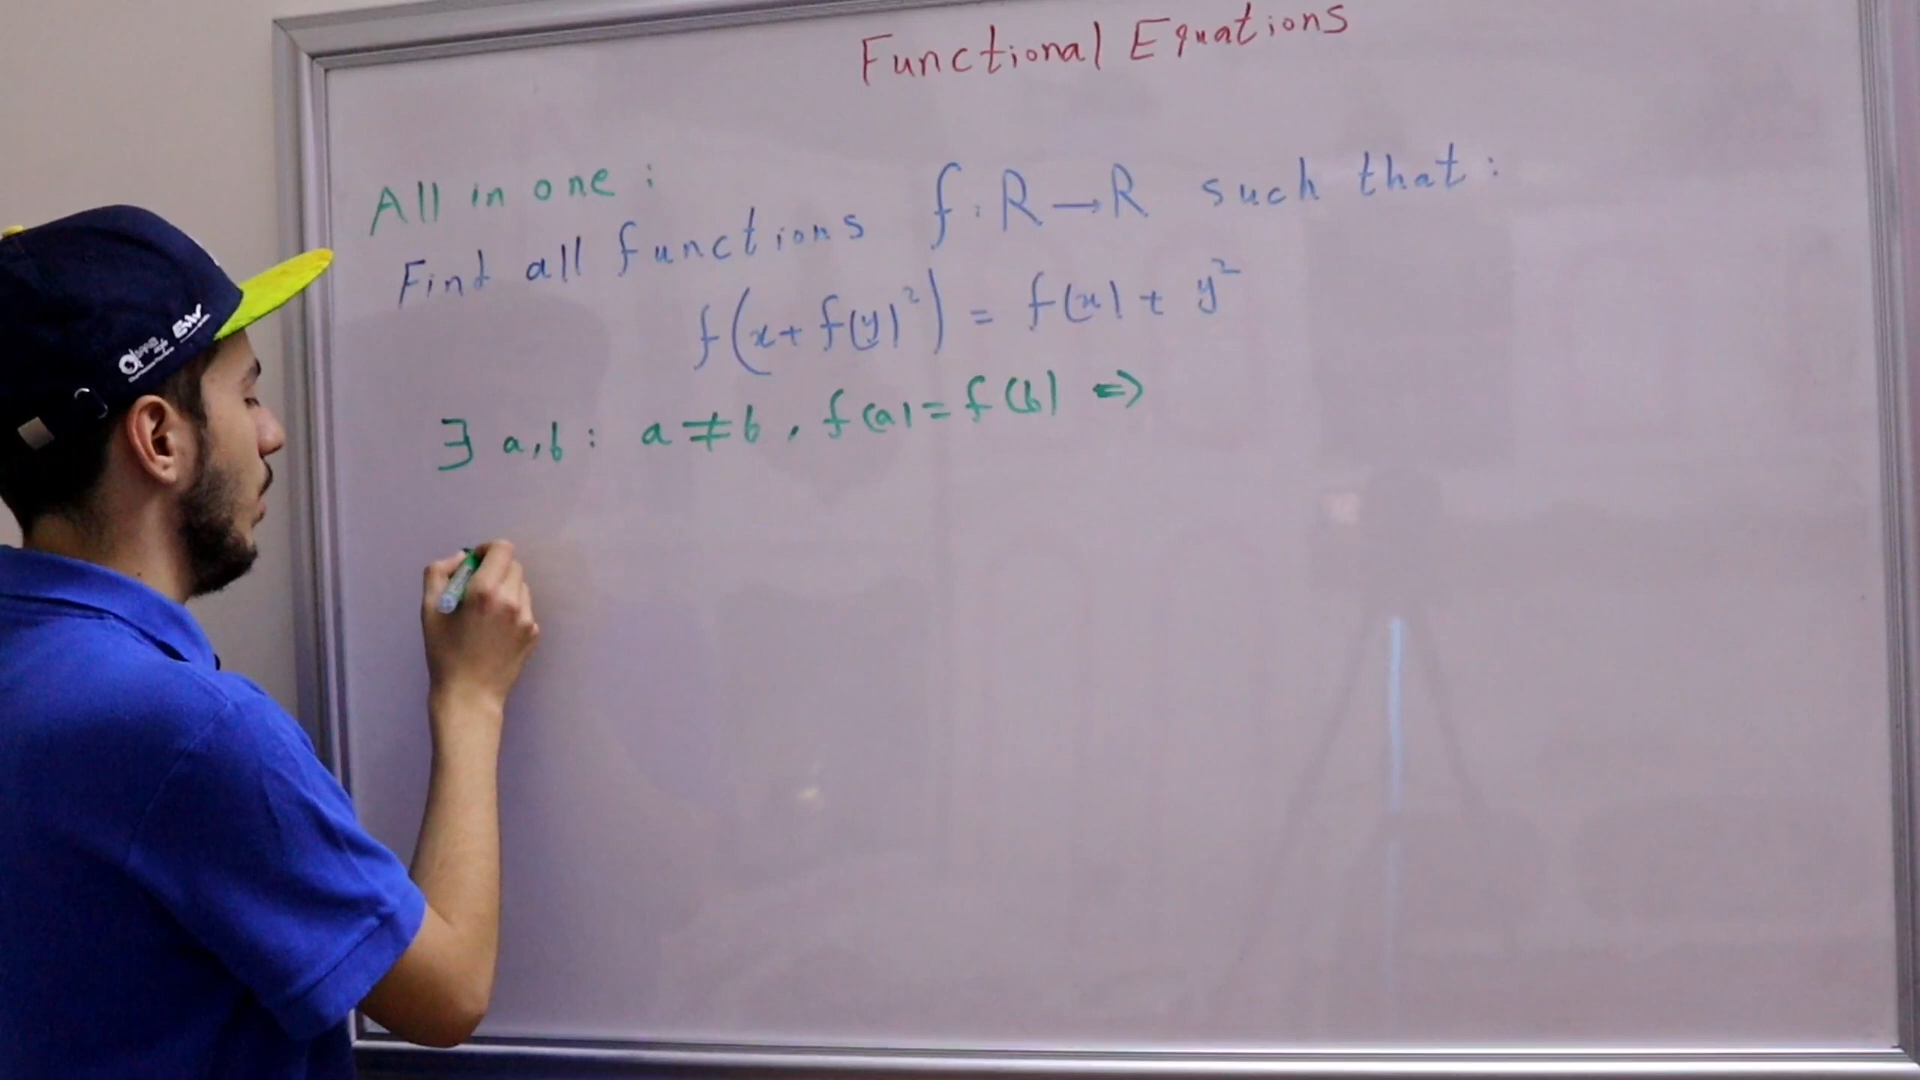 Functional Equations
All in one :
Find all functions f : R → R such that :
f(x + f(y)²) = f(x) + y²
∃ a, b : a ≠ b , f(a) = f(b) ⇒